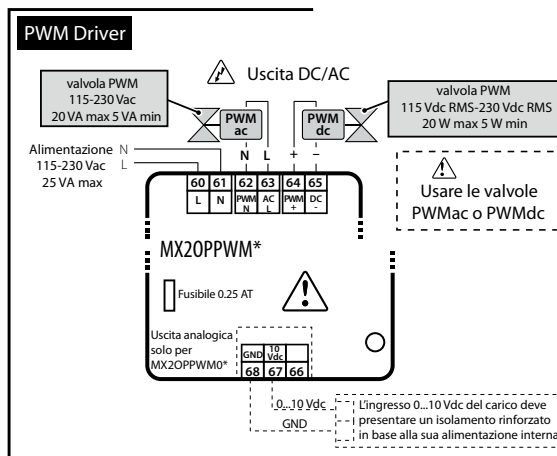 PWM Driver
Uscita DC/AC
valvola PWM
115-230 Vac
20 VA max 5 VA min
valvola PWM
115 Vdc RMS-230 Vdc RMS
20 W max 5 W min
PWM
ac
PWM
dc
N L + –
Alimentazione N
115-230 Vac L
25 VA max
Usare le valvole
PWMac o PWMdc
60 61 62 63 64 65
L N PWM AC PWM DC
N L + -
MX2OPPWM*
Fusibile 0.25 AT
Uscita analogica
solo per
MX2OPPWM0*
GND 10
Vdc
68 67 66
0...10 Vdc
GND
L'ingresso 0...10 Vdc del carico deve
presentare un isolamento rinforzato
in base alla sua alimentazione interna